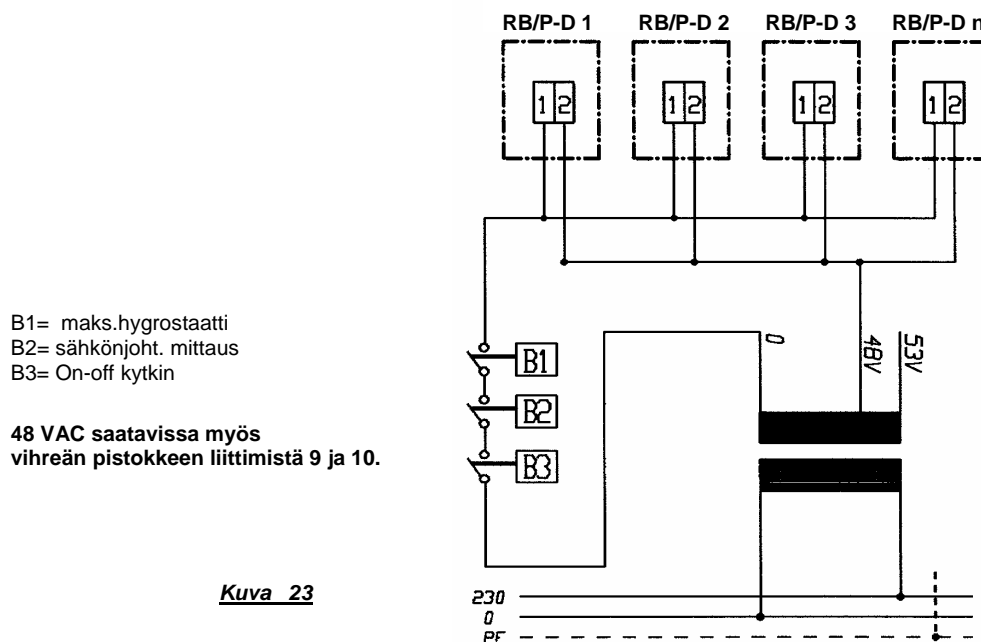 RB/P-D 1 RB/P-D 2 RB/P-D 3 RB/P-D n
1 2 1 2 1 2 1 2
B1= maks.hygrostaatti
B2= sähkönjoht. mittaus
B3= On-off kytkin
48 VAC saatavissa myös
vihreän pistokkeen liittimistä 9 ja 10.
B1
B2
B3
0 48V 53V
Kuva 23
230
0
PE